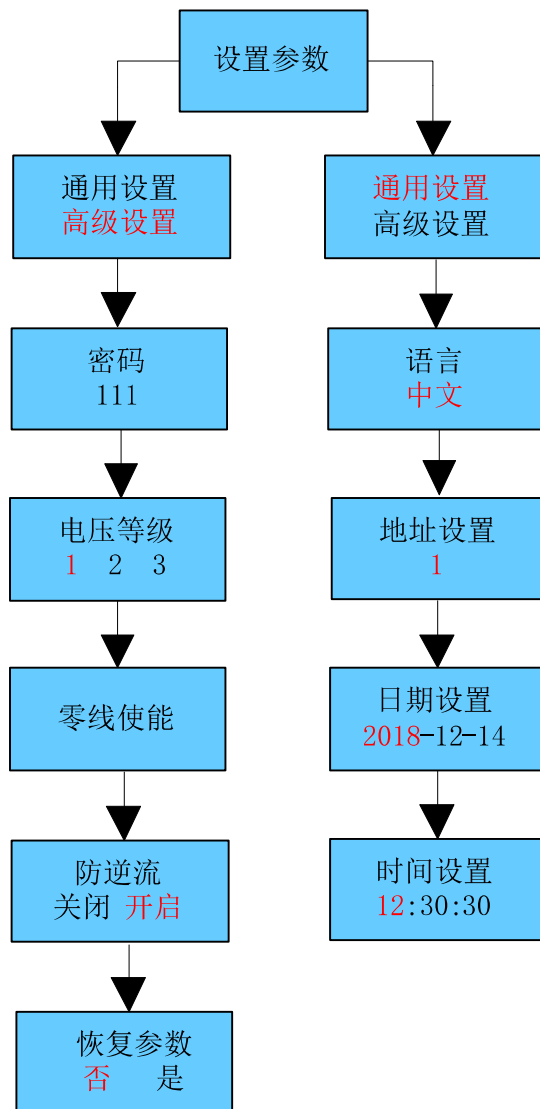 设置参数
通用设置
高级设置
密码
111
电压等级
1 2 3
零线使能
防逆流
关闭 开启
恢复参数
否 是
通用设置
高级设置
语言
中文
地址设置
1
日期设置
2018-12-14
时间设置
12:30:30